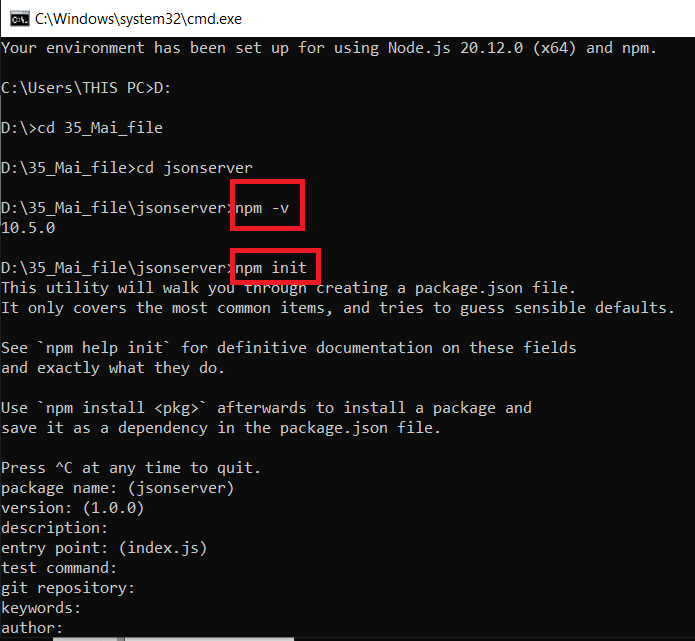 C:\Windows\system32\cmd.exe
Your environment has been set up for using Node.js 20.12.0 (x64) and npm.
C:\Users\THIS PC>D:
D:\>cd 35_Mai_file
D:\35_Mai_file>cd jsonserver
D:\35_Mai_file\jsonserver>npm -v
10.5.0
D:\35_Mai_file\jsonserver>npm init
This utility will walk you through creating a package.json file.
It only covers the most common items, and tries to guess sensible defaults.
See `npm help init` for definitive documentation on these fields
and exactly what they do.
Use `npm install <pkg>` afterwards to install a package and
save it as a dependency in the package.json file.
Press ^C at any time to quit.
package name: (jsonserver)
version: (1.0.0)
description:
entry point: (index.js)
test command:
git repository:
keywords:
author: